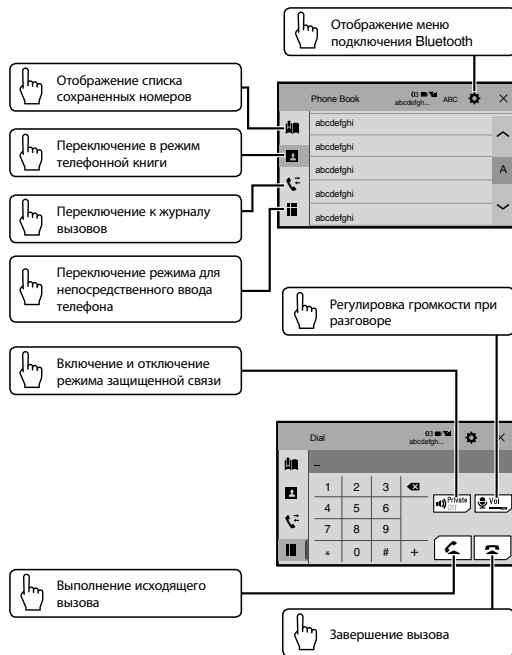 Отображение меню
подключения Bluetooth
Отображение списка
сохраненных номеров
Phone Book
03
abcdefgh...
ABC
abcdefghi
abcdefghi
abcdefghi
abcdefghi
abcdefghi
A
Переключение в режим
телефонной книги
Переключение к журналу
вызовов
Переключение режима для
непосредственного ввода
телефона
Регулировка громкости при
разговоре
Включение и отключение
режима защищенной связи
Dial
03
abcdefgh...
–
1 2 3
4 5 6
7 8 9
* 0 # +
Private
Off
Vol
Выполнение исходящего
вызова
Завершение вызова